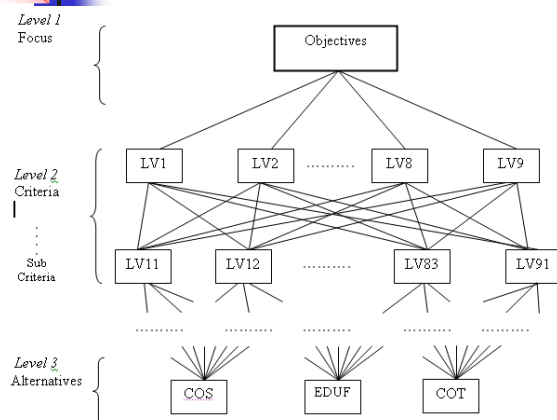 Level 1
Focus
Objectives
LV1 LV2 .......... LV8 LV9
Level 2
Criteria
Sub
Criteria
LV11 LV12 .......... LV83 LV91
.......... .......... .......... .......... ..........
Level 3
Alternatives
COS EDUF COT